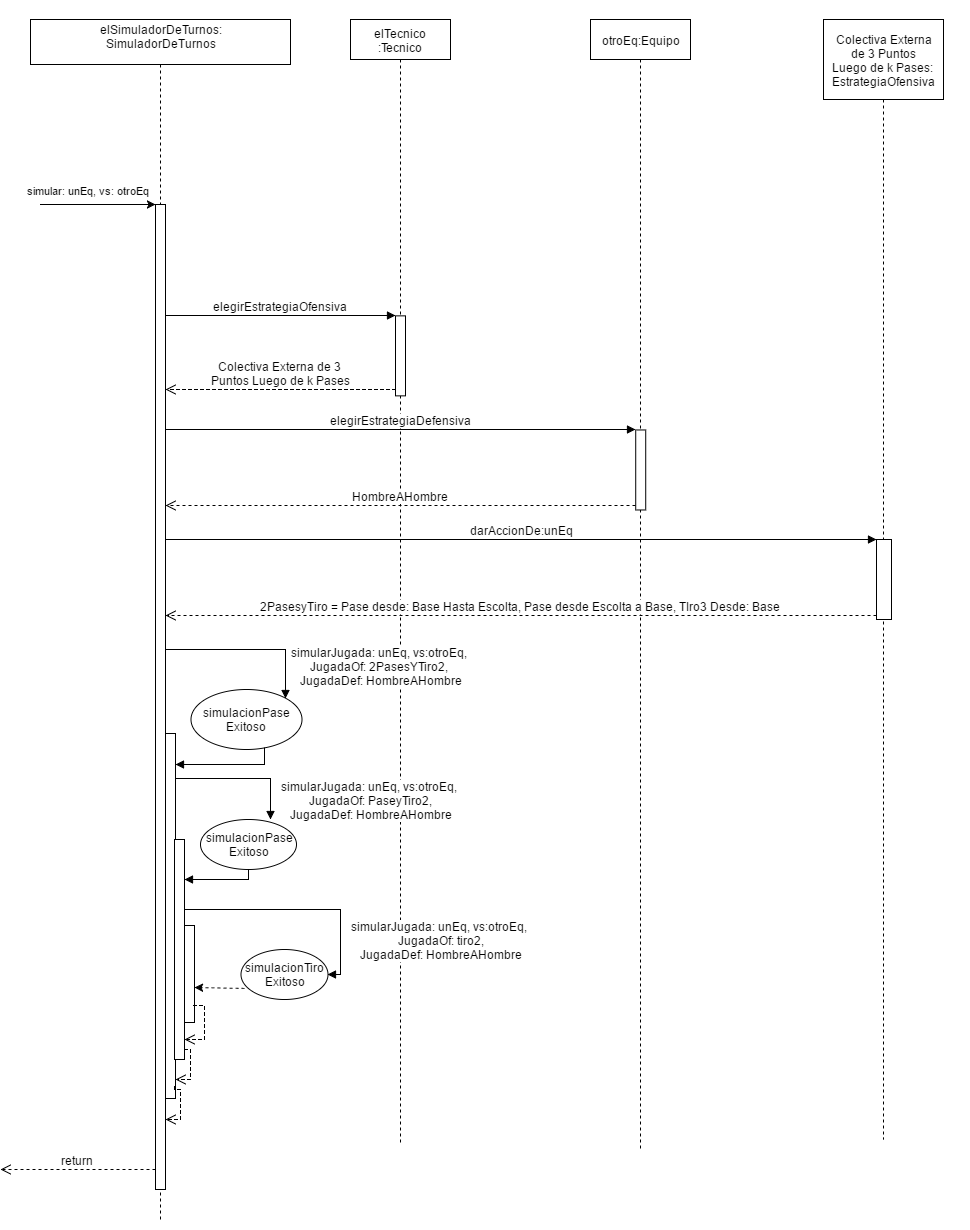 elSimuladorDeTurnos:
SimuladorDeTurnos
elTecnico
:Tecnico
otroEq:Equipo
Colectiva Externa
de 3 Puntos
Luego de k Pases:
EstrategiaOfensiva
simular: unEq, vs: otroEq
elegirEstrategiaOfensiva
Colectiva Externa de 3
Puntos Luego de k Pases
elegirEstrategiaDefensiva
HombreAHombre
darAccionDe:unEq
2PasesyTiro = Pase desde: Base Hasta Escolta, Pase desde Escolta a Base, TIro3 Desde: Base
simularJugada: unEq, vs:otroEq,
JugadaOf: 2PasesYTiro2,
JugadaDef: HombreAHombre
simulacionPase
Exitoso
simularJugada: unEq, vs:otroEq,
JugadaOf: PaseyTiro2,
JugadaDef: HombreAHombre
simulacionPase
Exitoso
simularJugada: unEq, vs:otroEq,
JugadaOf: tiro2,
JugadaDef: HombreAHombre
simulacionTiro
Exitoso
return